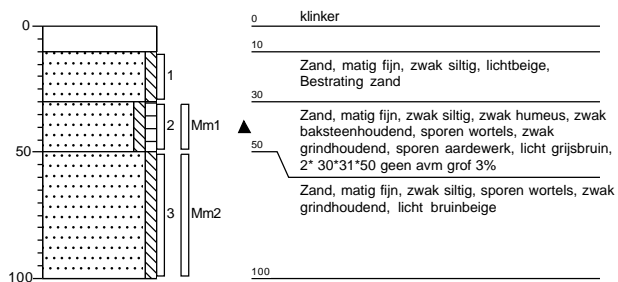 0
50
100
1
2
3
Mm1
Mm2
0
klinker
10
Zand, matig fijn, zwak siltig, lichtbeige,
Bestrating zand
30
Zand, matig fijn, zwak siltig, zwak humeus, zwak
baksteenhoudend, sporen wortels, zwak
grindhoudend, sporen aardewerk, licht grijsbruin,
2* 30*31*50 geen avm grof 3%
50
Zand, matig fijn, zwak siltig, sporen wortels, zwak
grindhoudend, licht bruinbeige
100